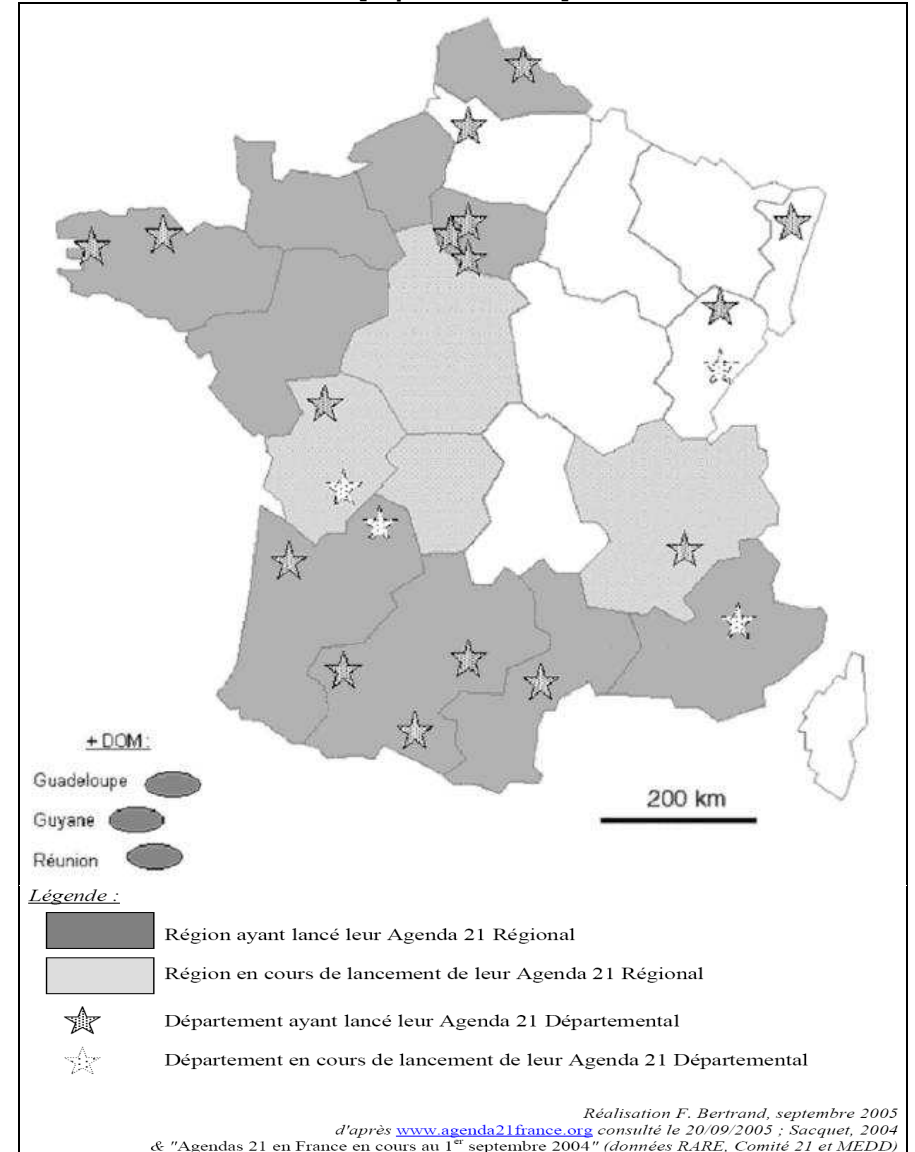 200 km
+ DOM :
Guadeloupe
Guyane
Réunion
Légende :
Région ayant lancé leur Agenda 21 Régional
Région en cours de lancement de leur Agenda 21 Régional
Département ayant lancé leur Agenda 21 Départemental
Département en cours de lancement de leur Agenda 21 Départemental
Réalisation F. Bertrand, septembre 2005
d'après www.agenda21france.org consulté le 20/09/2005 ; Sacquet, 2004
& "Agendas 21 en France en cours au 1er septembre 2004" (données RARE, Comité 21 et MEDD)